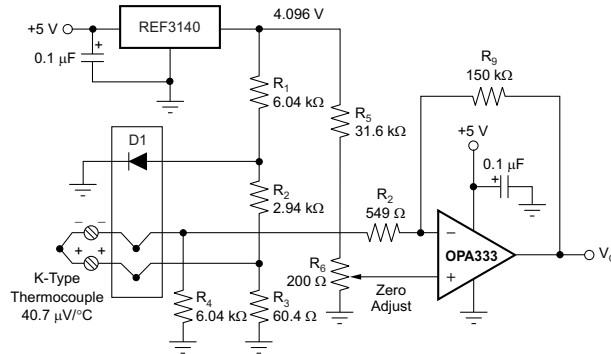 +5 V
REF3140
4.096 V
0.1 µF
+
R1
6.04 kΩ
R5
31.6 kΩ
R9
150 kΩ
D1
+5 V
0.1 µF
+
R2
2.94 kΩ
R2
549 Ω
− −
+ +
K-Type
Thermocouple
40.7 µV/°C
R4
6.04 kΩ
R3
60.4 Ω
R6
200 Ω
Zero
Adjust
−
OPA333
+